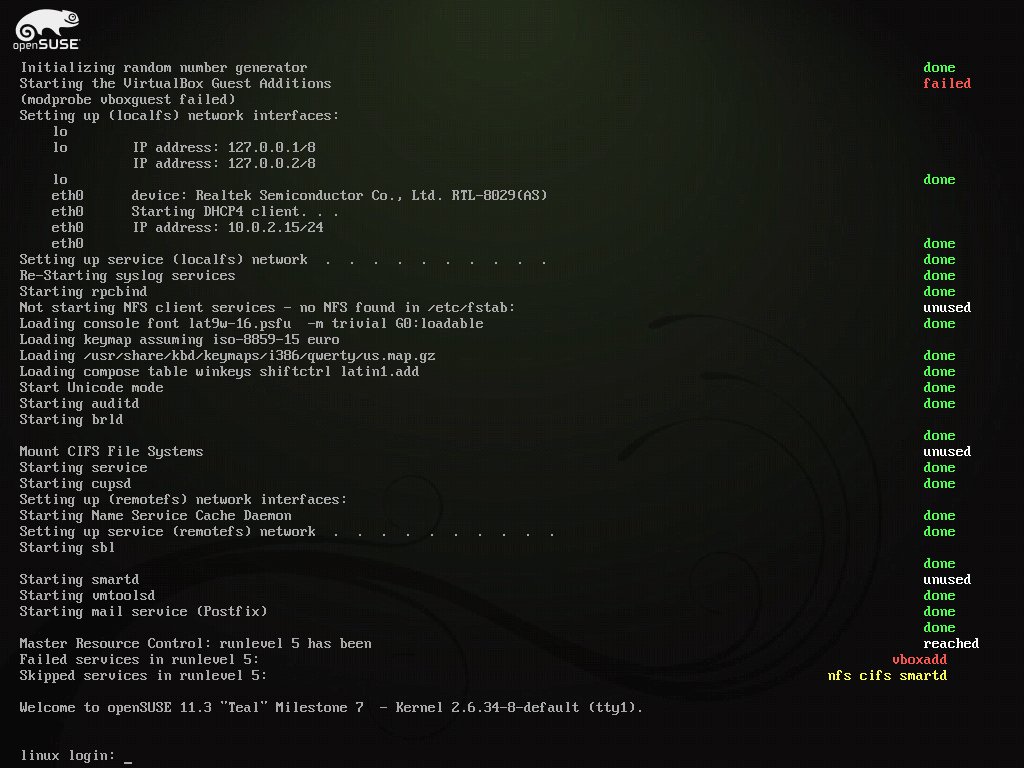 openSUSE
Initializing random number generator done
Starting the VirtualBox Guest Additions failed
(modprobe vboxguest failed)
Setting up (localfs) network interfaces:
lo
lo IP address: 127.0.0.1/8
IP address: 127.0.0.2/8
lo done
eth0 device: Realtek Semiconductor Co., Ltd. RTL-8029(AS)
eth0 Starting DHCP4 client. . .
eth0 IP address: 10.0.2.15/24
eth0 done
Setting up service (localfs) network . . . . . . . . . . done
Re-Starting syslog services done
Starting rpcbind done
Not starting NFS client services - no NFS found in /etc/fstab: unused
Loading console font lat9w-16.psfu -m trivial G0:loadable done
Loading keymap assuming iso-8859-15 euro
Loading /usr/share/kbd/keymaps/i386/qwerty/us.map.gz done
Loading compose table winkeys shiftctrl latin1.add done
Start Unicode mode done
Starting auditd done
Starting brld
done
Mount CIFS File Systems unused
Starting service done
Starting cupsd done
Setting up (remotefs) network interfaces:
Starting Name Service Cache Daemon done
Setting up service (remotefs) network . . . . . . . . . . done
Starting sbl
done
Starting smartd unused
Starting vmtoolsd done
Starting mail service (Postfix) done
done
Master Resource Control: runlevel 5 has been reached
Failed services in runlevel 5: vboxadd
Skipped services in runlevel 5: nfs cifs smartd
Welcome to openSUSE 11.3 "Teal" Milestone 7 - Kernel 2.6.34-8-default (tty1).
linux login: _